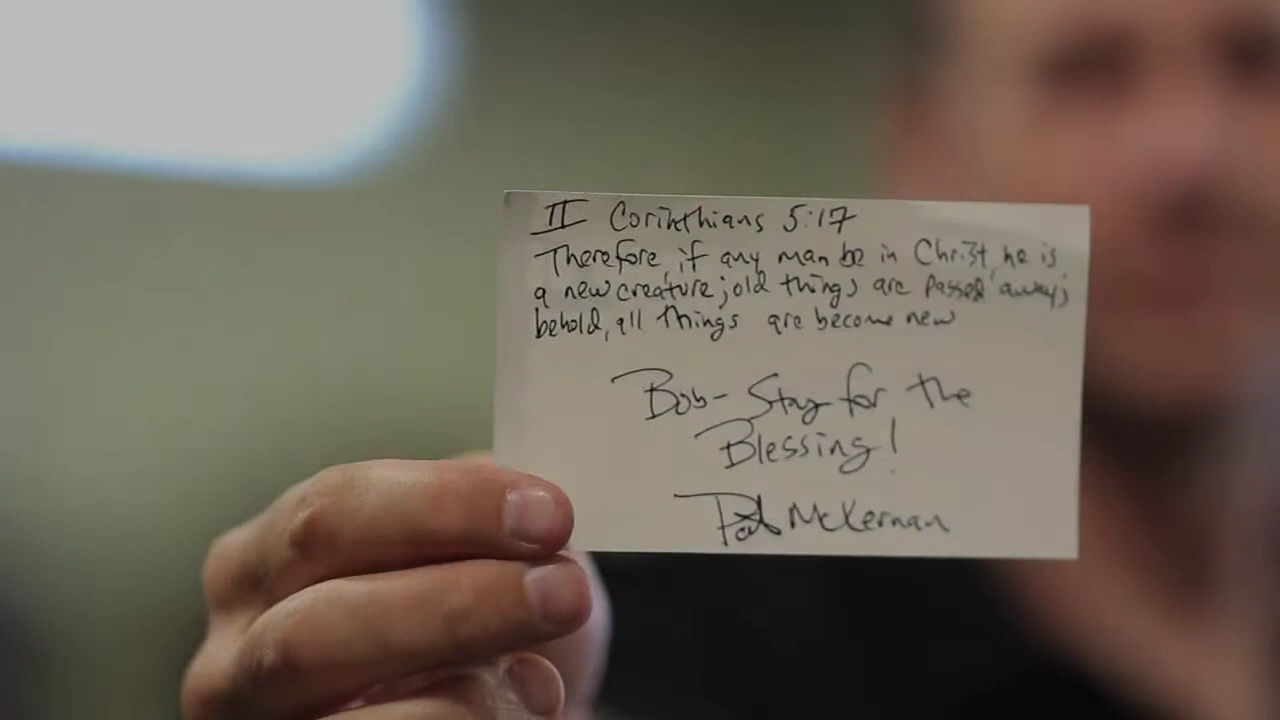 II Corinthians 5:17
Therefore, if any man be in Christ, he is
a new creature; old things are passed away;
behold, all things are become new
Bob- Stay for the
Blessing!
Pat McKernan